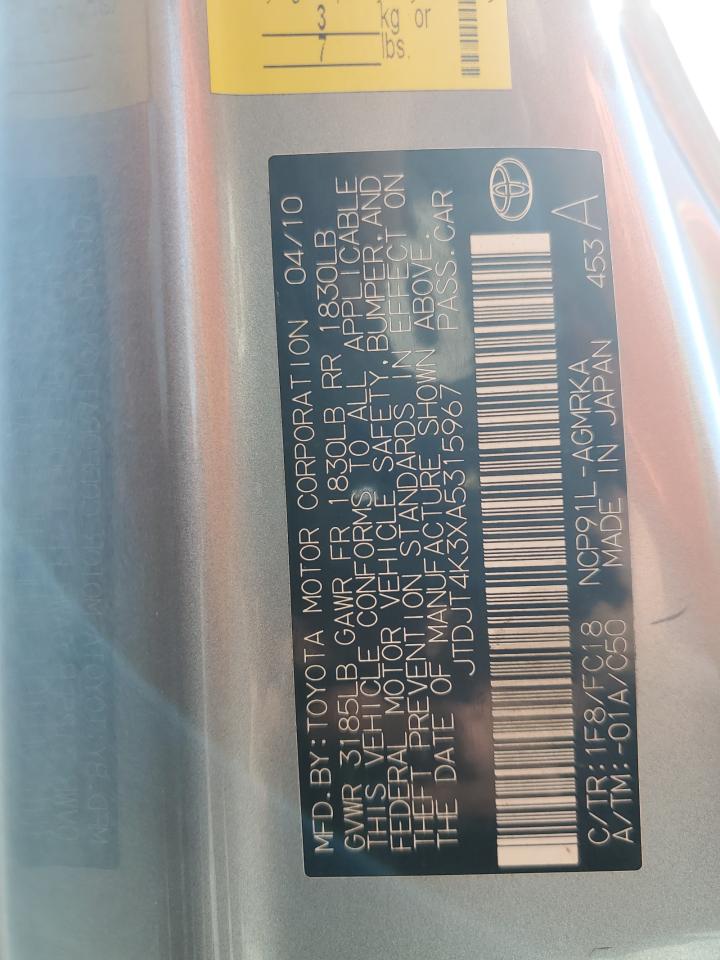 3 kg or
7 lbs.
MFD.BY:TOYOTA MOTOR CORPORATION 04/10
GVWR 3185LB GAWR FR 1830LB RR 1830LB
THIS VEHICLE CONFORMS TO ALL APPLICABLE
FEDERAL MOTOR VEHICLE SAFETY,BUMPER,AND
THEFT PREVENTION STANDARDS IN EFFECT ON
THE DATE OF MANUFACTURE SHOWN ABOVE.
JTDJT4K3XA5315967 PASS.CAR
C/TR:1F8/FC18 NCP91L-AGMRKA 453 A
A/TM:-01A/C50 MADE IN JAPAN